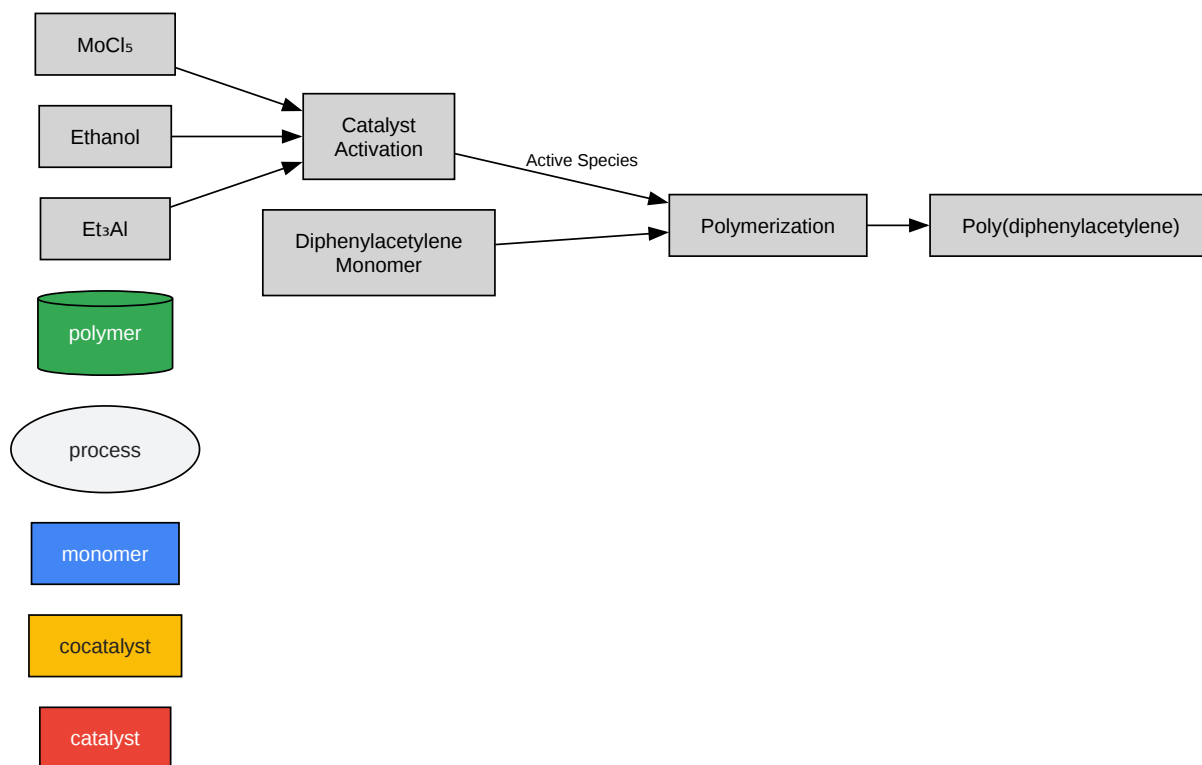 MoCl₅
Ethanol
Et₃Al
Catalyst
Activation
Active Species
Diphenylacetylene
Monomer
Polymerization
Poly(diphenylacetylene)
polymer
process
monomer
cocatalyst
catalyst